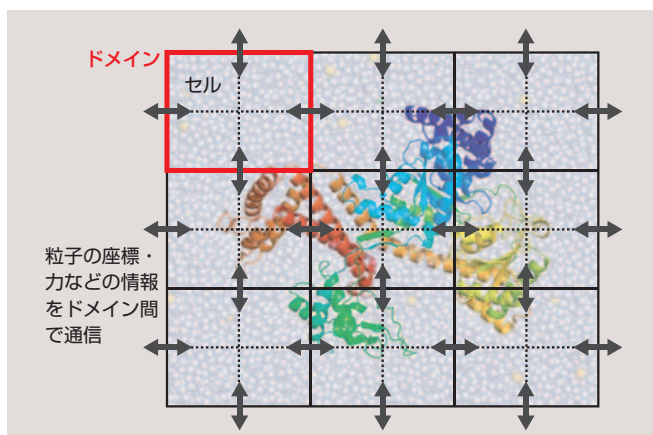 ドメイン
セル
粒子の座標・
力などの情報
をドメイン間
で通信